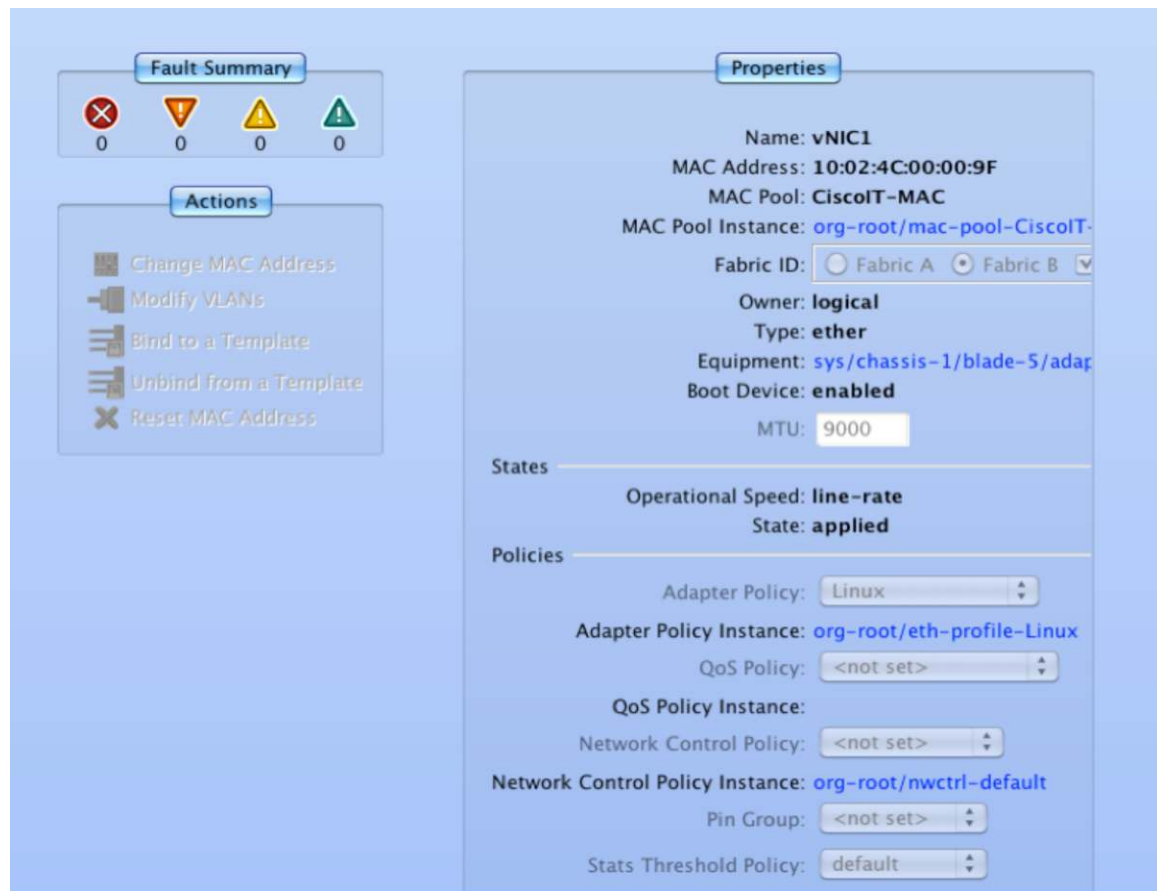 Fault Summary
0 0 0 0
Actions
Change MAC Address
Modify VLANs
Bind to a Template
Unbind from a Template
Reset MAC Address
Properties
Name: vNIC1
MAC Address: 10:02:4C:00:00:9F
MAC Pool: CiscoIT-MAC
MAC Pool Instance: org-root/mac-pool-CiscoIT-
Fabric ID: Fabric A Fabric B
Owner: logical
Type: ether
Equipment: sys/chassis-1/blade-5/adap
Boot Device: enabled
MTU: 9000
States
Operational Speed: line-rate
State: applied
Policies
Adapter Policy: Linux
Adapter Policy Instance: org-root/eth-profile-Linux
QoS Policy: <not set>
QoS Policy Instance:
Network Control Policy: <not set>
Network Control Policy Instance: org-root/nwctrl-default
Pin Group: <not set>
Stats Threshold Policy: default